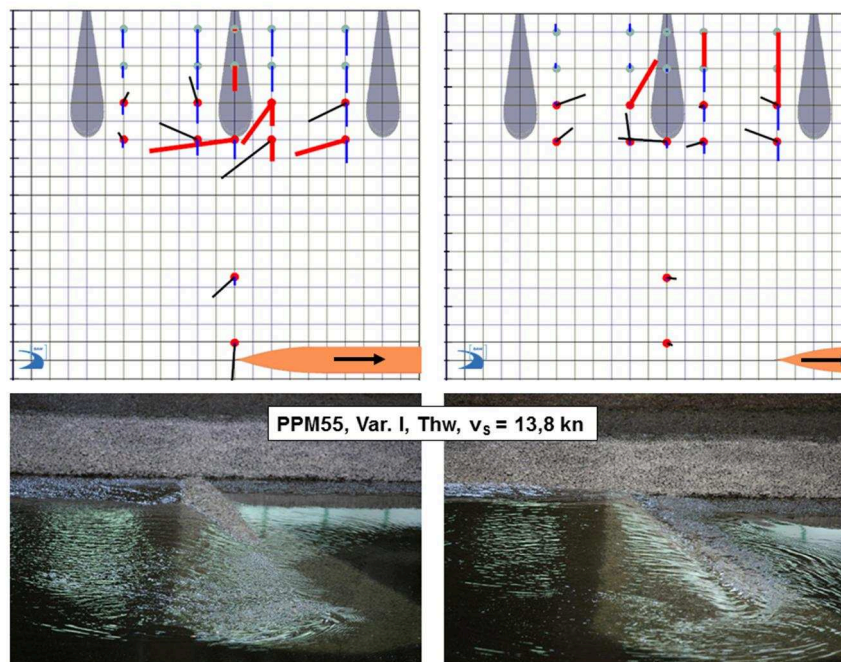 PPM55, Var. I, Thw, vS = 13,8 kn